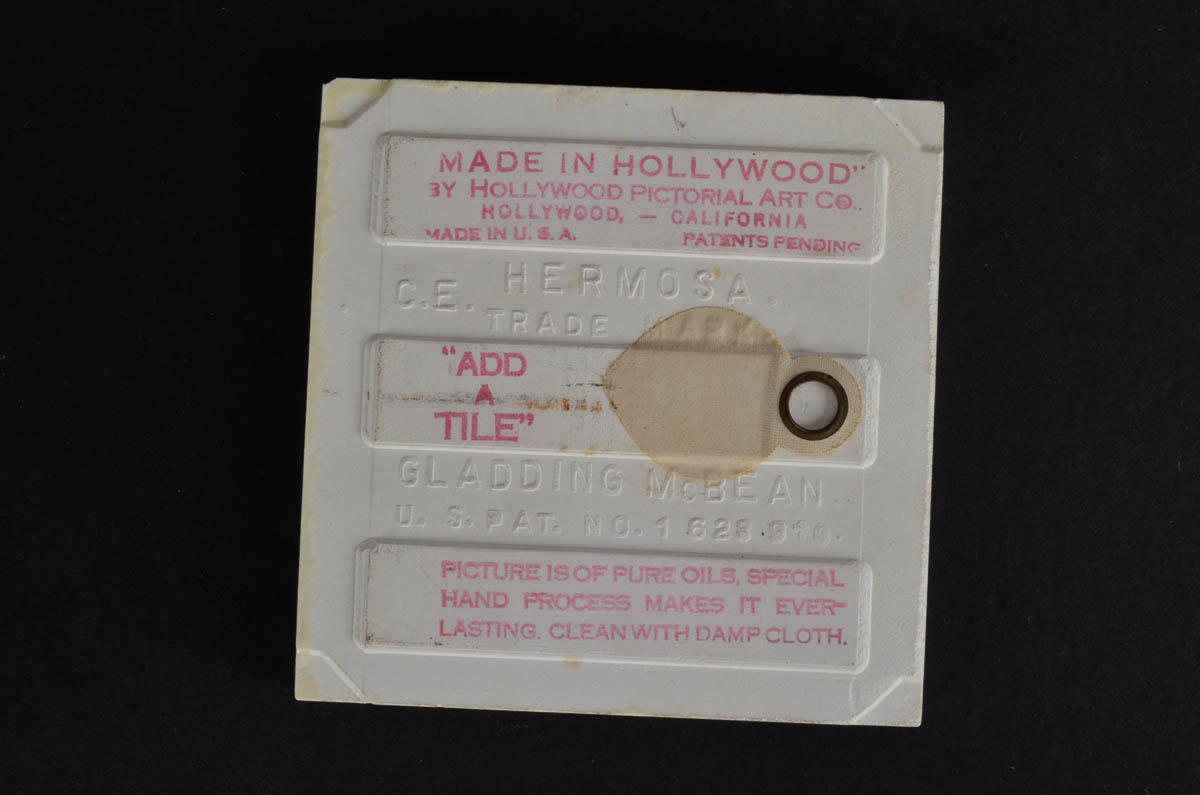 MADE IN HOLLYWOOD"
BY HOLLYWOOD PICTORIAL ART CO..
HOLLYWOOD, — CALIFORNIA
MADE IN U. S. A. PATENTS PENDING
C.E. HERMOSA.
TRADE MARK
"ADD
A
TILE"
GLADDING McBEAN
U. S. PAT. NO. 1 628.910.
PICTURE IS OF PURE OILS, SPECIAL
HAND PROCESS MAKES IT EVER-
LASTING. CLEAN WITH DAMP CLOTH.